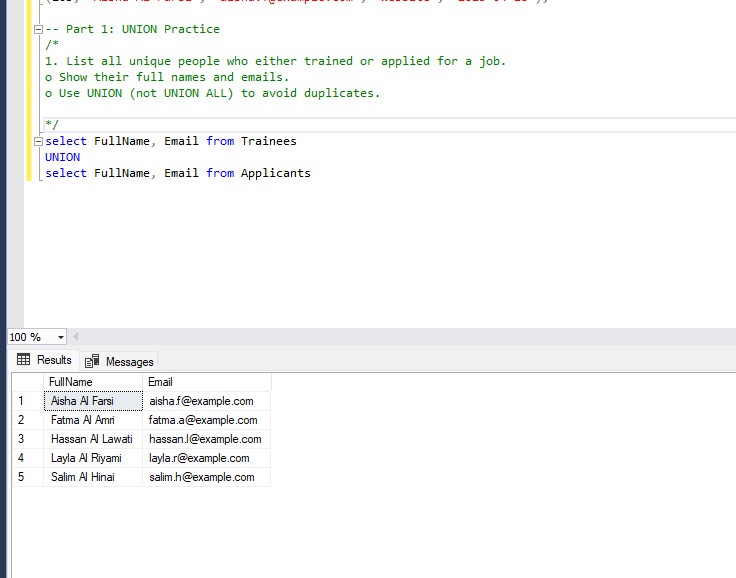 -- Part 1: UNION Practice
/*
1. List all unique people who either trained or applied for a job.
o Show their full names and emails.
o Use UNION (not UNION ALL) to avoid duplicates.
*/
select FullName, Email from Trainees
UNION
select FullName, Email from Applicants
100 %
Results Messages
FullName Email
1 Aisha Al Farsi aisha.f@example.com
2 Fatma Al Amri fatma.a@example.com
3 Hassan Al Lawati hassan.l@example.com
4 Layla Al Riyami layla.r@example.com
5 Salim Al Hinai salim.h@example.com